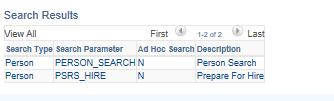 Search Results
View All First 1-2 of 2 Last
Search Type Search Parameter Ad Hoc Search Description
Person PERSON_SEARCH N Person Search
Person PSRS_HIRE N Prepare For Hire